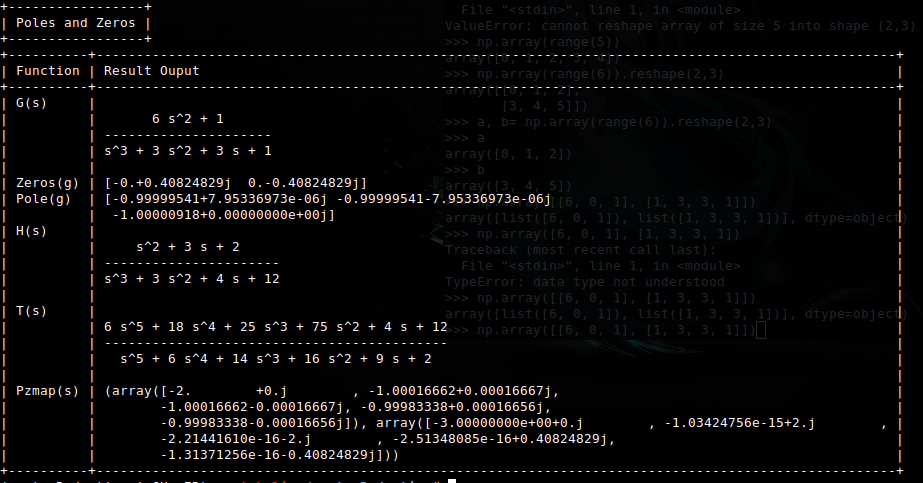 +-----------------+
| Poles and Zeros |
+-----------------+
+----------+-----------------------------------------------------------------------------------------------------+
| Function | Result Ouput |
+----------+-----------------------------------------------------------------------------------------------------+
| G(s) | |
| | 6 s^2 + 1 |
| | --------------------- |
| | s^3 + 3 s^2 + 3 s + 1 |
| | |
| Zeros(g) | [-0.+0.40824829j 0.-0.40824829j] |
| Pole(g) | [-0.99999541+7.95336973e-06j -0.99999541-7.95336973e-06j |
| | -1.00000918+0.00000000e+00j] |
| H(s) | |
| | s^2 + 3 s + 2 |
| | ---------------------- |
| | s^3 + 3 s^2 + 4 s + 12 |
| | |
| T(s) | |
| | 6 s^5 + 18 s^4 + 25 s^3 + 75 s^2 + 4 s + 12 |
| | ------------------------------------------- |
| | s^5 + 6 s^4 + 14 s^3 + 16 s^2 + 9 s + 2 |
| | |
| Pzmap(s) | (array([-2. +0.j , -1.00016662+0.00016667j, |
| | -1.00016662-0.00016667j, -0.99983338+0.00016656j, |
| | -0.99983338-0.00016656j]), array([-3.00000000e+00+0.j , -1.03424756e-15+2.j , |
| | -2.21441610e-16-2.j , -2.51348085e-16+0.40824829j, |
| | -1.31371256e-16-0.40824829j])) |
+----------+-----------------------------------------------------------------------------------------------------+
File "<stdin>", line 1, in <module>
ValueError: cannot reshape array of size 5 into shape (2,3)
>>> np.array(range(5))
array([0, 1, 2, 3, 4])
>>> np.array(range(6)).reshape(2,3)
array([[0, 1, 2],
[3, 4, 5]])
>>> a, b= np.array(range(6)).reshape(2,3)
>>> a
array([0, 1, 2])
>>> b
array([3, 4, 5])
>>> np.array([[6, 0, 1], [1, 3, 3, 1]])
array([list([6, 0, 1]), list([1, 3, 3, 1])], dtype=object)
>>> np.array([6, 0, 1], [1, 3, 3, 1])
Traceback (most recent call last):
File "<stdin>", line 1, in <module>
TypeError: data type not understood
>>> np.array([[6, 0, 1], [1, 3, 3, 1]])
array([list([6, 0, 1]), list([1, 3, 3, 1])], dtype=object)
>>> np.array([[6, 0, 1], [1, 3, 3, 1]])